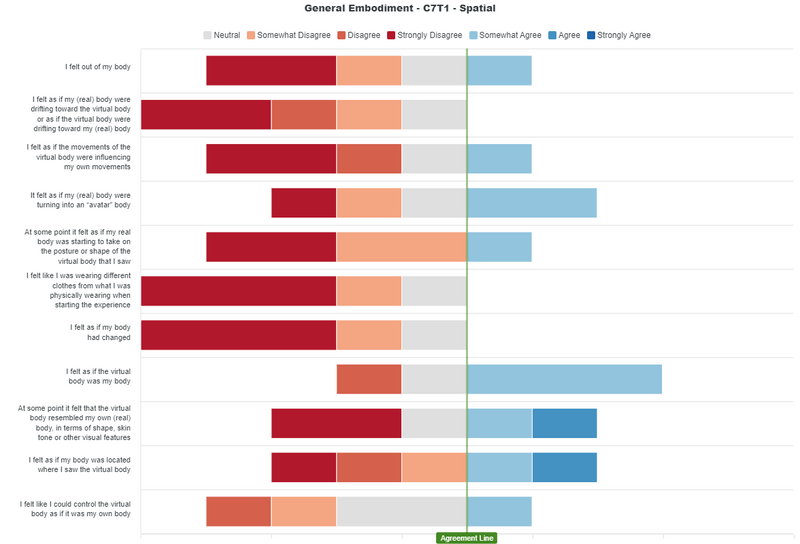 General Embodiment - C7T1 - Spatial
Neutral
Somewhat Disagree
Disagree
Strongly Disagree
Somewhat Agree
Agree
Strongly Agree
I felt out of my body
I felt as if my (real) body were
drifting toward the virtual body
or as if the virtual body were
drifting toward my (real) body
I felt as if the movements of the
virtual body were influencing
my own movements
It felt as if my (real) body were
turning into an "avatar" body
At some point it felt as if my real
body was starting to take on
the posture or shape of the
virtual body that I saw
I felt like I was wearing different
clothes from what I was
physically wearing when
starting the experience
I felt as if my body
had changed
I felt as if the virtual
body was my body
At some point it felt that the virtual
body resembled my own (real)
body, in terms of shape, skin
tone or other visual features
I felt as if my body was located
where I saw the virtual body
I felt like I could control the virtual
body as if it was my own body
Agreement Line